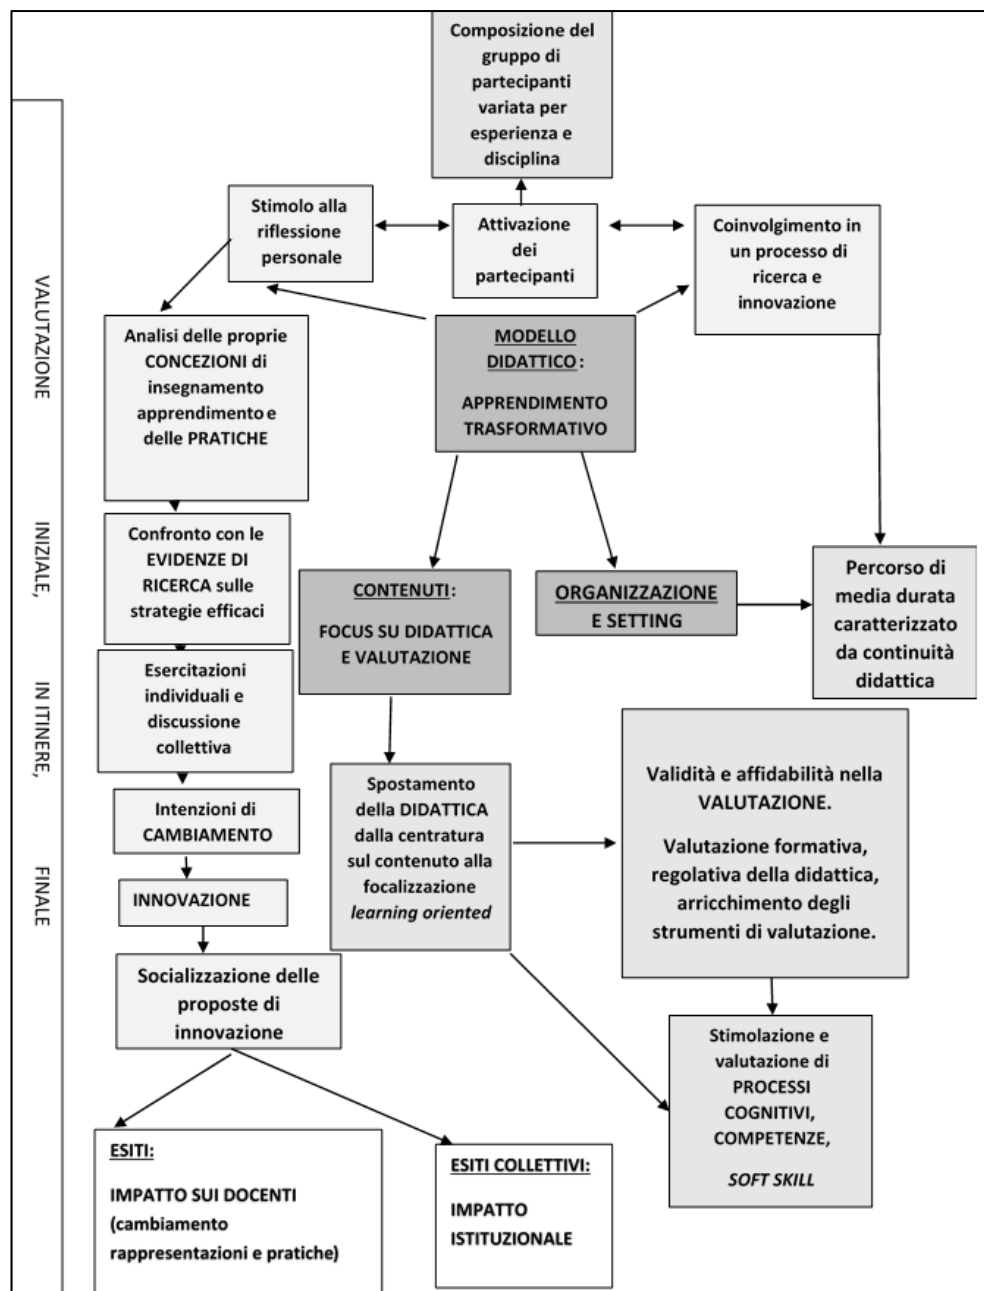 Composizione del
gruppo di
partecipanti
variata per
esperienza e
disciplina
Stimolo alla
riflessione
personale
Attivazione
dei
partecipanti
Coinvolgimento in
un processo di
ricerca e
innovazione
VALUTAZIONE INIZIALE, IN ITINERE, FINALE
Analisi delle proprie
CONCEZIONI di
insegnamento
apprendimento e
delle PRATICHE
MODELLO
DIDATTICO:
APPRENDIMENTO
TRASFORMATIVO
Confronto con le
EVIDENZE DI
RICERCA sulle
strategie efficaci
CONTENUTI:
FOCUS SU DIDATTICA
E VALUTAZIONE
ORGANIZZAZIONE
E SETTING
Percorso di
media durata
caratterizzato
da continuità
didattica
Esercitazioni
individuali e
discussione
collettiva
Spostamento
della DIDATTICA
dalla centratura
sul contenuto alla
focalizzazione
learning oriented
Validità e affidabilità nella
VALUTAZIONE.
Valutazione formativa,
regolativa della didattica,
arricchimento degli
strumenti di valutazione.
Intenzioni di
CAMBIAMENTO
INNOVAZIONE
Socializzazione delle
proposte di
innovazione
Stimolazione e
valutazione di
PROCESSI
COGNITIVI,
COMPETENZE,
SOFT SKILL
ESITI:
IMPATTO SUI DOCENTI
(cambiamento
rappresentazioni e pratiche)
ESITI COLLETTIVI:
IMPATTO
ISTITUZIONALE